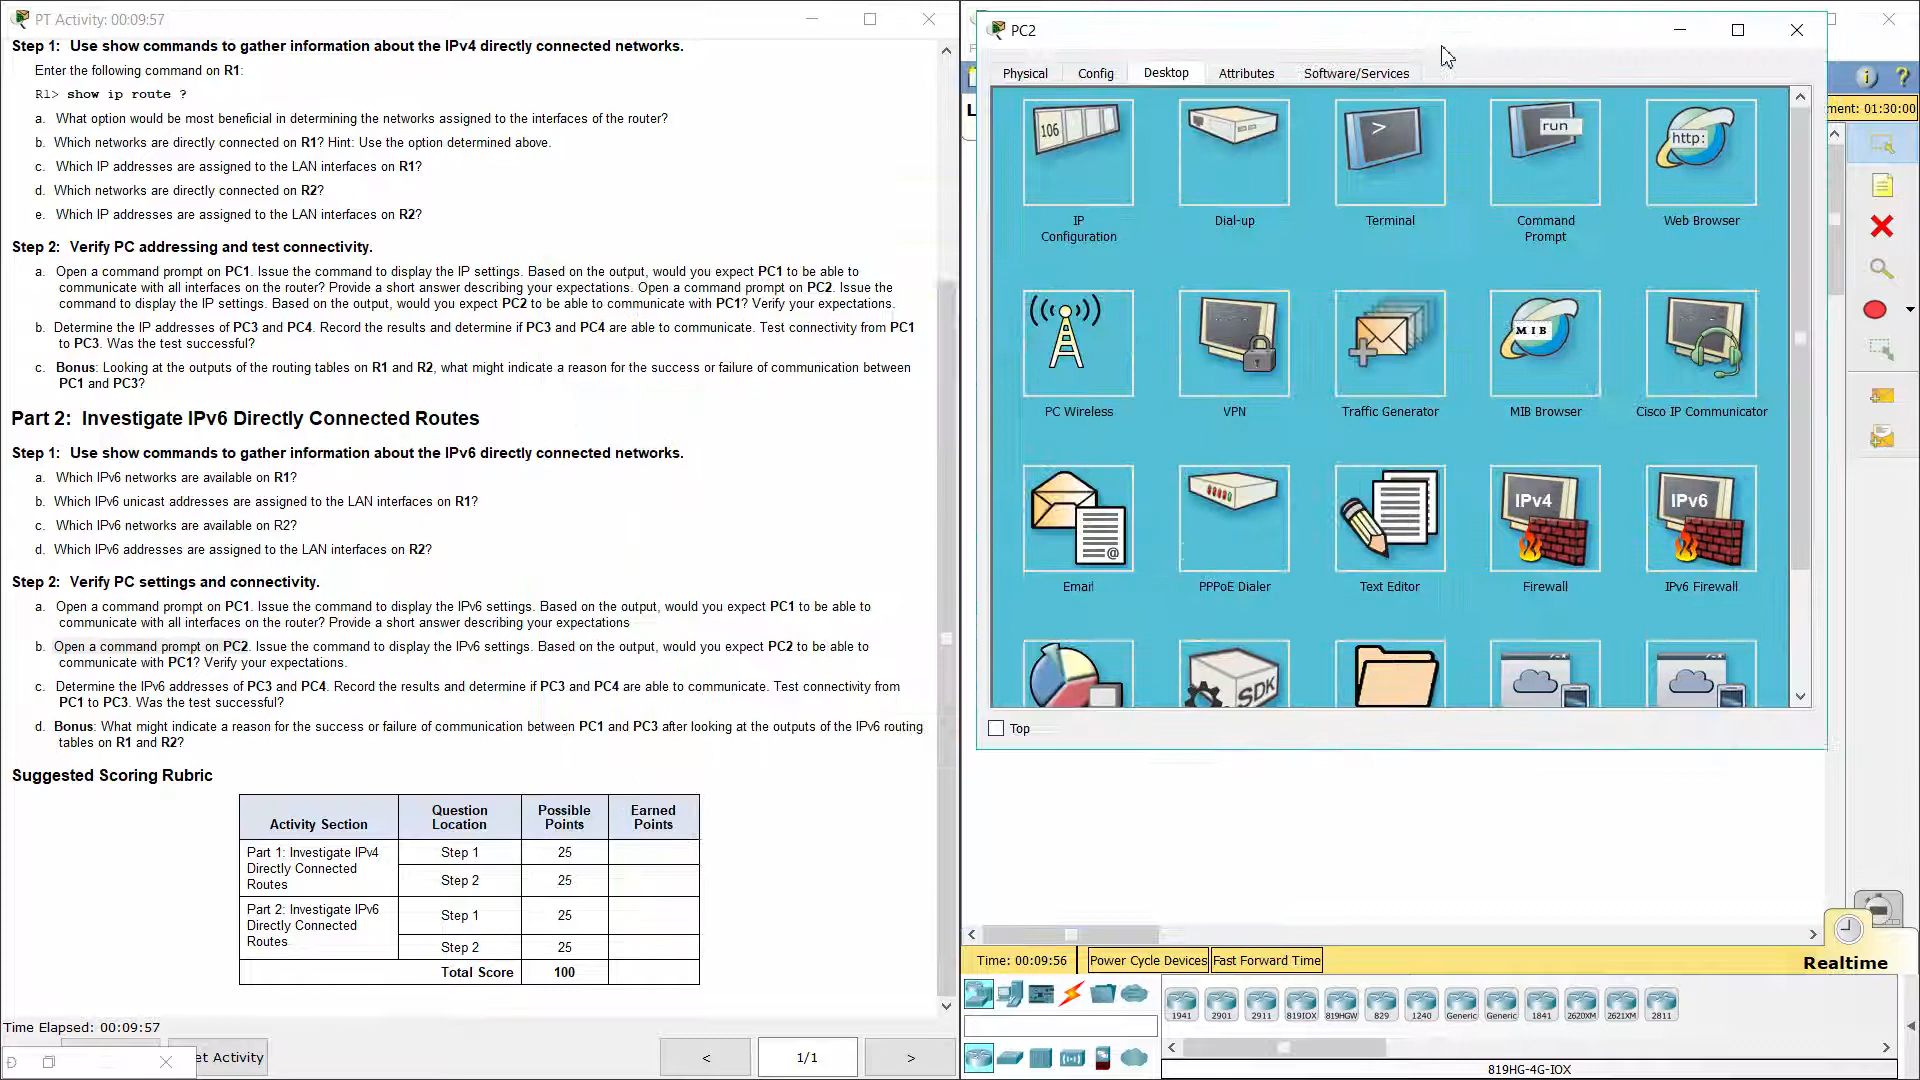 PT Activity: 00:09:57
Step 1: Use show commands to gather information about the IPv4 directly connected networks.
Enter the following command on R1:
R1> show ip route ?
a. What option would be most beneficial in determining the networks assigned to the interfaces of the router?
b. Which networks are directly connected on R1? Hint: Use the option determined above.
c. Which IP addresses are assigned to the LAN interfaces on R1?
d. Which networks are directly connected on R2?
e. Which IP addresses are assigned to the LAN interfaces on R2?
Step 2: Verify PC addressing and test connectivity.
a. Open a command prompt on PC1. Issue the command to display the IP settings. Based on the output, would you expect PC1 to be able to
communicate with all interfaces on the router? Provide a short answer describing your expectations. Open a command prompt on PC2. Issue the
command to display the IP settings. Based on the output, would you expect PC2 to be able to communicate with PC1? Verify your expectations.
b. Determine the IP addresses of PC3 and PC4. Record the results and determine if PC3 and PC4 are able to communicate. Test connectivity from PC1
to PC3. Was the test successful?
c. Bonus: Looking at the outputs of the routing tables on R1 and R2, what might indicate a reason for the success or failure of communication between
PC1 and PC3?
Part 2: Investigate IPv6 Directly Connected Routes
Step 1: Use show commands to gather information about the IPv6 directly connected networks.
a. Which IPv6 networks are available on R1?
b. Which IPv6 unicast addresses are assigned to the LAN interfaces on R1?
c. Which IPv6 networks are available on R2?
d. Which IPv6 addresses are assigned to the LAN interfaces on R2?
Step 2: Verify PC settings and connectivity.
a. Open a command prompt on PC1. Issue the command to display the IPv6 settings. Based on the output, would you expect PC1 to be able to
communicate with all interfaces on the router? Provide a short answer describing your expectations
b. Open a command prompt on PC2. Issue the command to display the IPv6 settings. Based on the output, would you expect PC2 to be able to
communicate with PC1? Verify your expectations.
c. Determine the IPv6 addresses of PC3 and PC4. Record the results and determine if PC3 and PC4 are able to communicate. Test connectivity from
PC1 to PC3. Was the test successful?
d. Bonus: What might indicate a reason for the success or failure of communication between PC1 and PC3 after looking at the outputs of the IPv6 routing
tables on R1 and R2?
Suggested Scoring Rubric
Activity Section Question Location Possible Points Earned Points
Part 1: Investigate IPv4 Directly Connected Routes
Step 1 25
Step 2 25
Part 2: Investigate IPv6 Directly Connected Routes
Step 1 25
Step 2 25
Total Score 100
Time Elapsed: 00:09:57
et Activity
<
1/1
>
PC2
Physical Config Desktop Attributes Software/Services
106
>
run
http:
IP Configuration
Dial-up
Terminal
Command Prompt
Web Browser
MIB
PC Wireless
VPN
Traffic Generator
MIB Browser
Cisco IP Communicator
@
IPv4
IPv6
Email
PPPoE Dialer
Text Editor
Firewall
IPv6 Firewall
SDK
Top
L
ment: 01:30:00
i ?
Time: 00:09:56
Power Cycle Devices
Fast Forward Time
Realtime
1941 2901 2911 819IOX 819HGW 829 1240 Generic Generic 1841 2620XM 2621XM 2811
819HG-4G-IOX